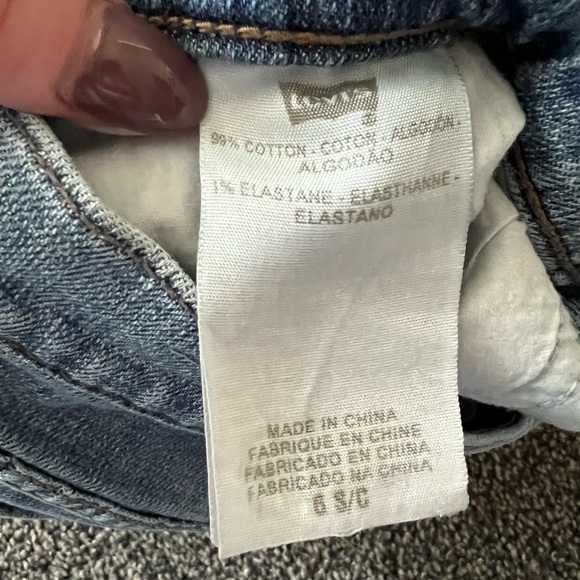 Levi's
99% COTTON - COTON - ALGODÓN -
ALGODÃO
1% ELASTANE - ELASTHANNE -
ELASTANO
MADE IN CHINA
FABRIQUE EN CHINE
FABRICADO EN CHINA
FABRICADO NA CHINA
6 S/C